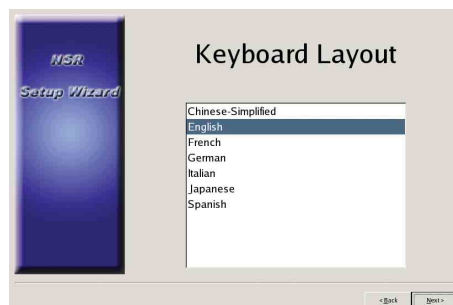 NSR
Setup Wizard
Keyboard Layout
Chinese-Simplified
English
French
German
Italian
Japanese
Spanish
< Back
Next >